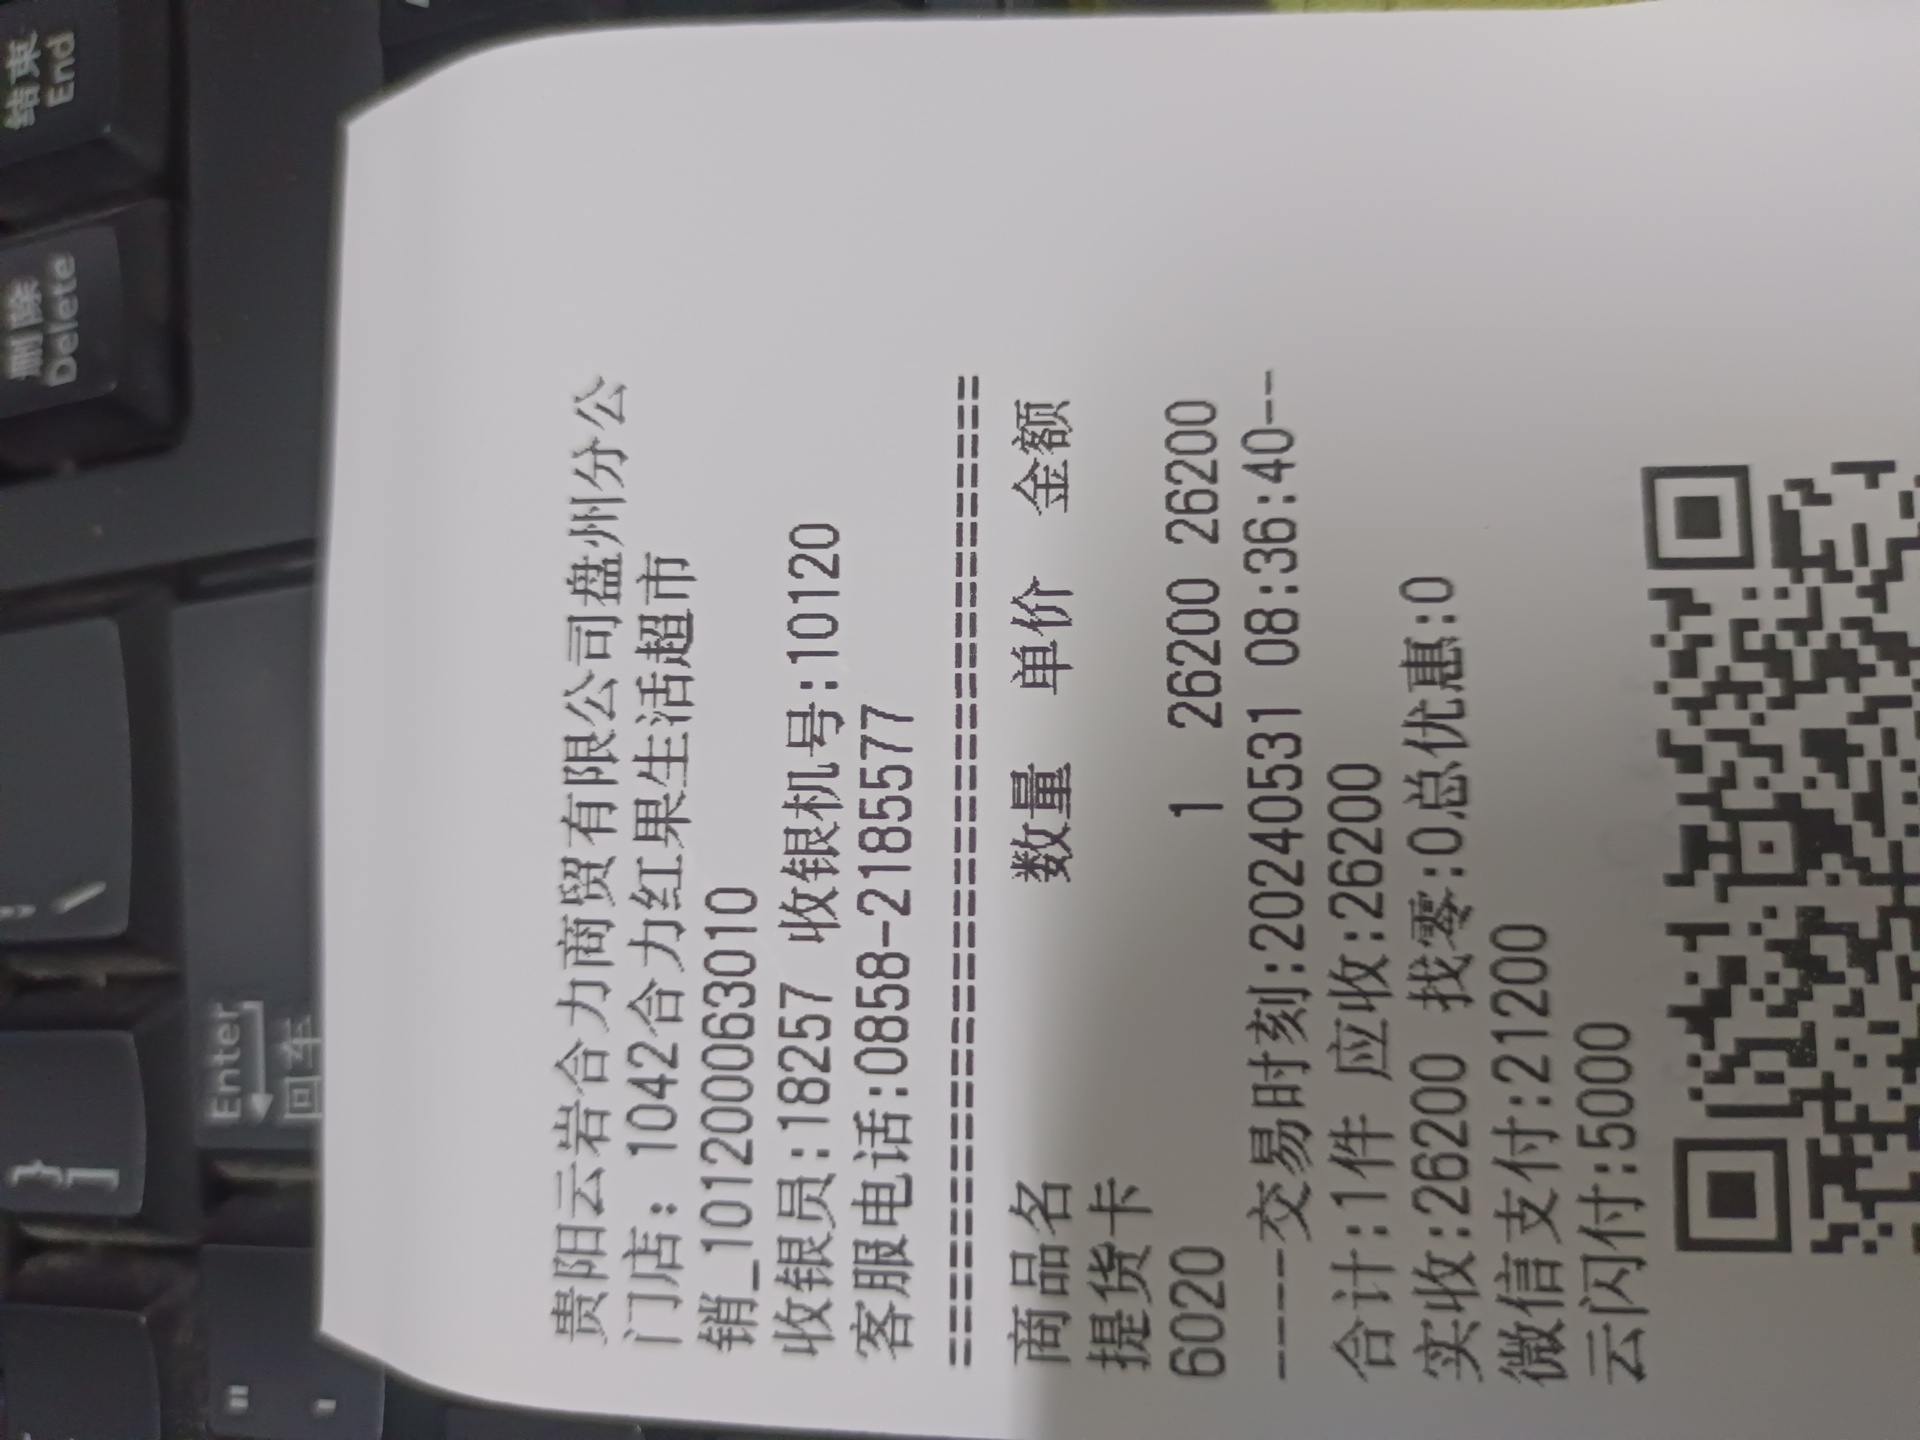 贵阳云岩合力商贸有限公司盘州分公
门店：1042合力红果生活超市
销_1012000063010
收银员:18257 收银机号:10120
客服电话:0858-2185577
==================================
商品名 数量 单价 金额
提货卡
6020 1 26200 26200
-----交易时刻:20240531 08:36:40---
合计:1件 应收:26200
实收:26200 找零:0总优惠:0
微信支付:21200
云闪付:5000
结束
End
删除
Delete
Enter
回车
}
]
"
'